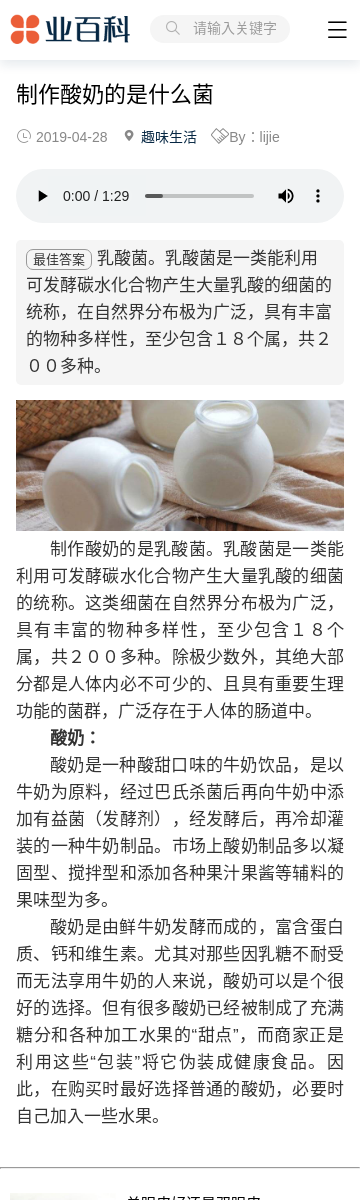 业百科
请输入关键字
制作酸奶的是什么菌
2019-04-28 趣味生活 By：lijie
0:00 / 1:29
最佳答案 乳酸菌。乳酸菌是一类能利用
可发酵碳水化合物产生大量乳酸的细菌的
统称，在自然界分布极为广泛，具有丰富
的物种多样性，至少包含１８个属，共２
００多种。
制作酸奶的是乳酸菌。乳酸菌是一类能
利用可发酵碳水化合物产生大量乳酸的细菌
的统称。这类细菌在自然界分布极为广泛，
具有丰富的物种多样性，至少包含１８个
属，共２００多种。除极少数外，其绝大部
分都是人体内必不可少的、且具有重要生理
功能的菌群，广泛存在于人体的肠道中。
酸奶：
酸奶是一种酸甜口味的牛奶饮品，是以
牛奶为原料，经过巴氏杀菌后再向牛奶中添
加有益菌（发酵剂），经发酵后，再冷却灌
装的一种牛奶制品。市场上酸奶制品多以凝
固型、搅拌型和添加各种果汁果酱等辅料的
果味型为多。
酸奶是由鲜牛奶发酵而成的，富含蛋白
质、钙和维生素。尤其对那些因乳糖不耐受
而无法享用牛奶的人来说，酸奶可以是个很
好的选择。但有很多酸奶已经被制成了充满
糖分和各种加工水果的“甜点”，而商家正是
利用这些“包装”将它伪装成健康食品。因
此，在购买时最好选择普通的酸奶，必要时
自己加入一些水果。